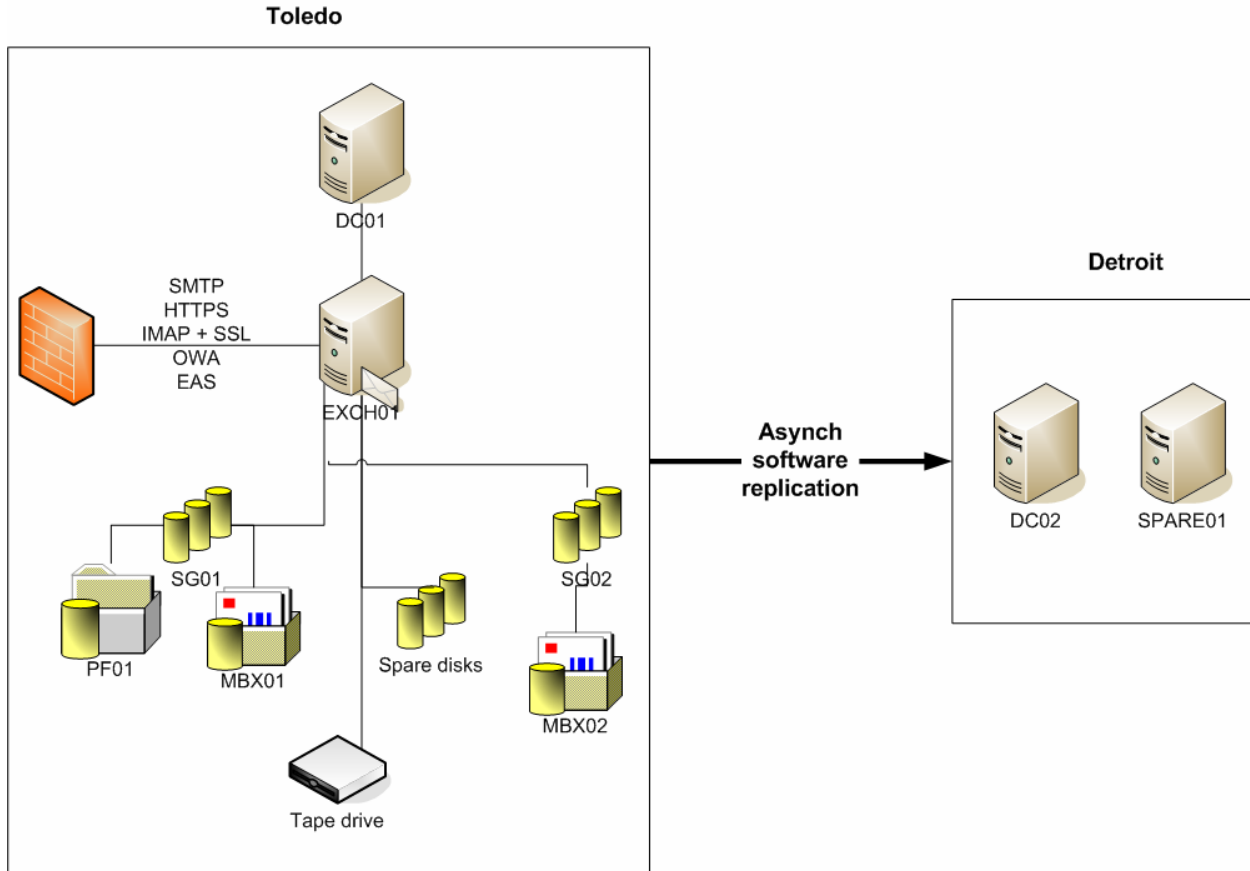 Toledo
DC01
SMTP
HTTPS
IMAP + SSL
OWA
EAS
EXCH01
SG01
PF01
MBX01
Spare disks
SG02
MBX02
Tape drive
Asynch
software
replication
Detroit
DC02
SPARE01